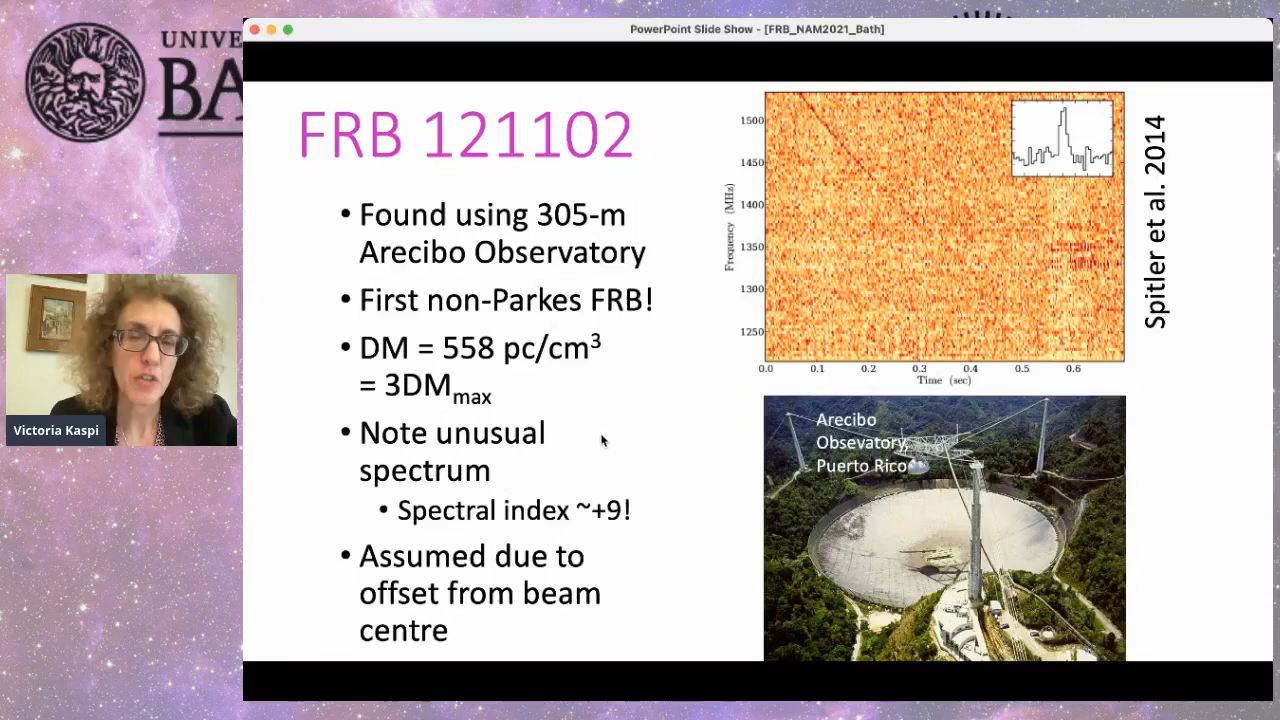 PowerPoint Slide Show - [FRB_NAM2021_Bath]
UNIVE
BA
FRB 121102
• Found using 305-m
Arecibo Observatory
• First non-Parkes FRB!
• DM = 558 pc/cm³
= 3DMmax
• Note unusual
spectrum
• Spectral index ~+9!
• Assumed due to
offset from beam
centre
1500
1450
1400
1350
1300
1250
Frequency (MHz)
0.0 0.1 0.2 0.3 0.4 0.5 0.6 0.7
Time (sec)
Spitler et al. 2014
Arecibo
Obsevatory,
Puerto Rico
Victoria Kaspi